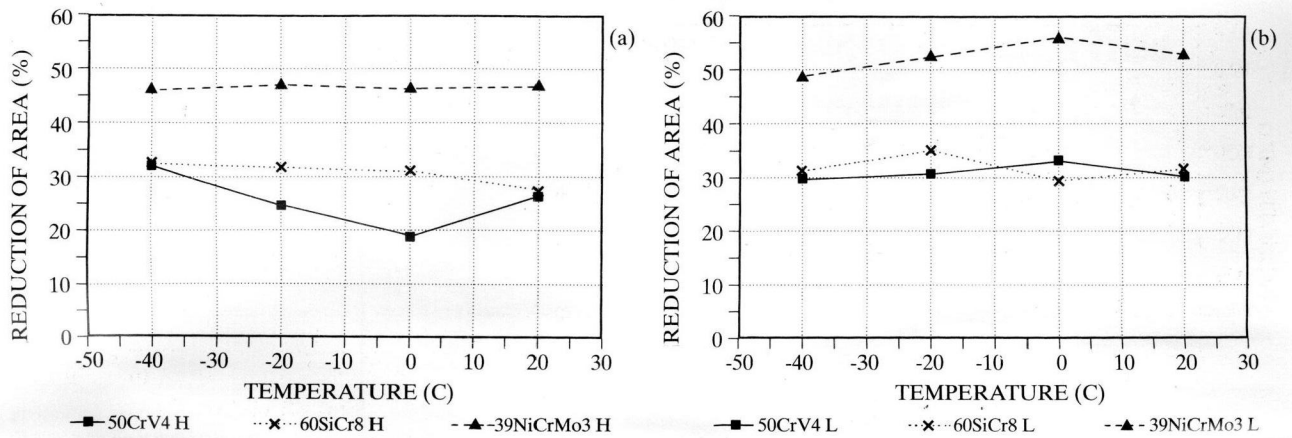 (a)
REDUCTION OF AREA (%)
60
50
40
30
20
10
0
-50 -40 -30 -20 -10 0 10 20 30
TEMPERATURE (C)
50CrV4 H 60SiCr8 H 39NiCrMo3 H
(b)
REDUCTION OF AREA (%)
60
50
40
30
20
10
0
-50 -40 -30 -20 -10 0 10 20 30
TEMPERATURE (C)
50CrV4 L 60SiCr8 L 39NiCrMo3 L